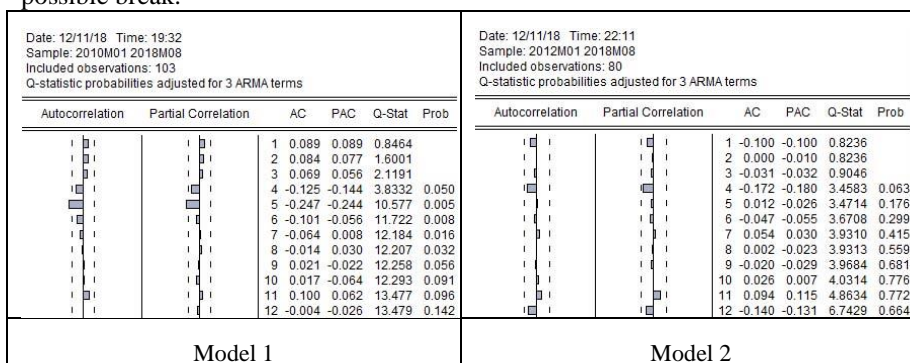 possible break.
Date: 12/11/18 Time: 19:32
Sample: 2010M01 2018M08
Included observations: 103
Q-statistic probabilities adjusted for 3 ARMA terms
Autocorrelation Partial Correlation AC PAC Q-Stat Prob
1 0.089 0.089 0.8464
2 0.084 0.077 1.6001
3 0.069 0.056 2.1191
4 -0.125 -0.144 3.8332 0.050
5 -0.247 -0.244 10.577 0.005
6 -0.101 -0.056 11.722 0.008
7 -0.064 0.008 12.184 0.016
8 -0.014 0.030 12.207 0.032
9 0.021 -0.022 12.258 0.056
10 0.017 -0.064 12.293 0.091
11 0.100 0.062 13.477 0.096
12 -0.004 -0.026 13.479 0.142
Model 1
Date: 12/11/18 Time: 22:11
Sample: 2012M01 2018M08
Included observations: 80
Q-statistic probabilities adjusted for 3 ARMA terms
Autocorrelation Partial Correlation AC PAC Q-Stat Prob
1 -0.100 -0.100 0.8236
2 0.000 -0.010 0.8236
3 -0.031 -0.032 0.9046
4 -0.172 -0.180 3.4583 0.063
5 0.012 -0.026 3.4714 0.176
6 -0.047 -0.055 3.6708 0.299
7 0.054 0.030 3.9310 0.415
8 0.002 -0.023 3.9313 0.559
9 -0.020 -0.029 3.9684 0.681
10 0.026 0.007 4.0314 0.776
11 0.094 0.115 4.8634 0.772
12 -0.140 -0.131 6.7429 0.664
Model 2